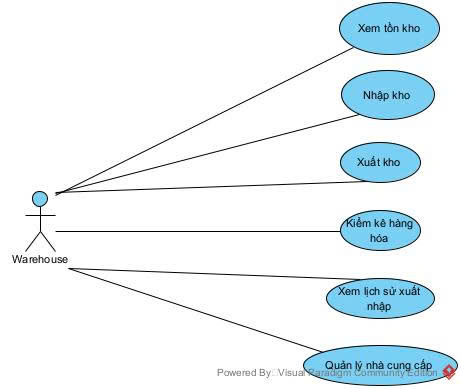 Xem tồn kho
Nhập kho
Xuất kho
Kiểm kê hàng
hóa
Warehouse
Xem lịch sử xuất
nhập
Quản lý nhà cung cấp
Powered By: Visual Paradigm Community Edition